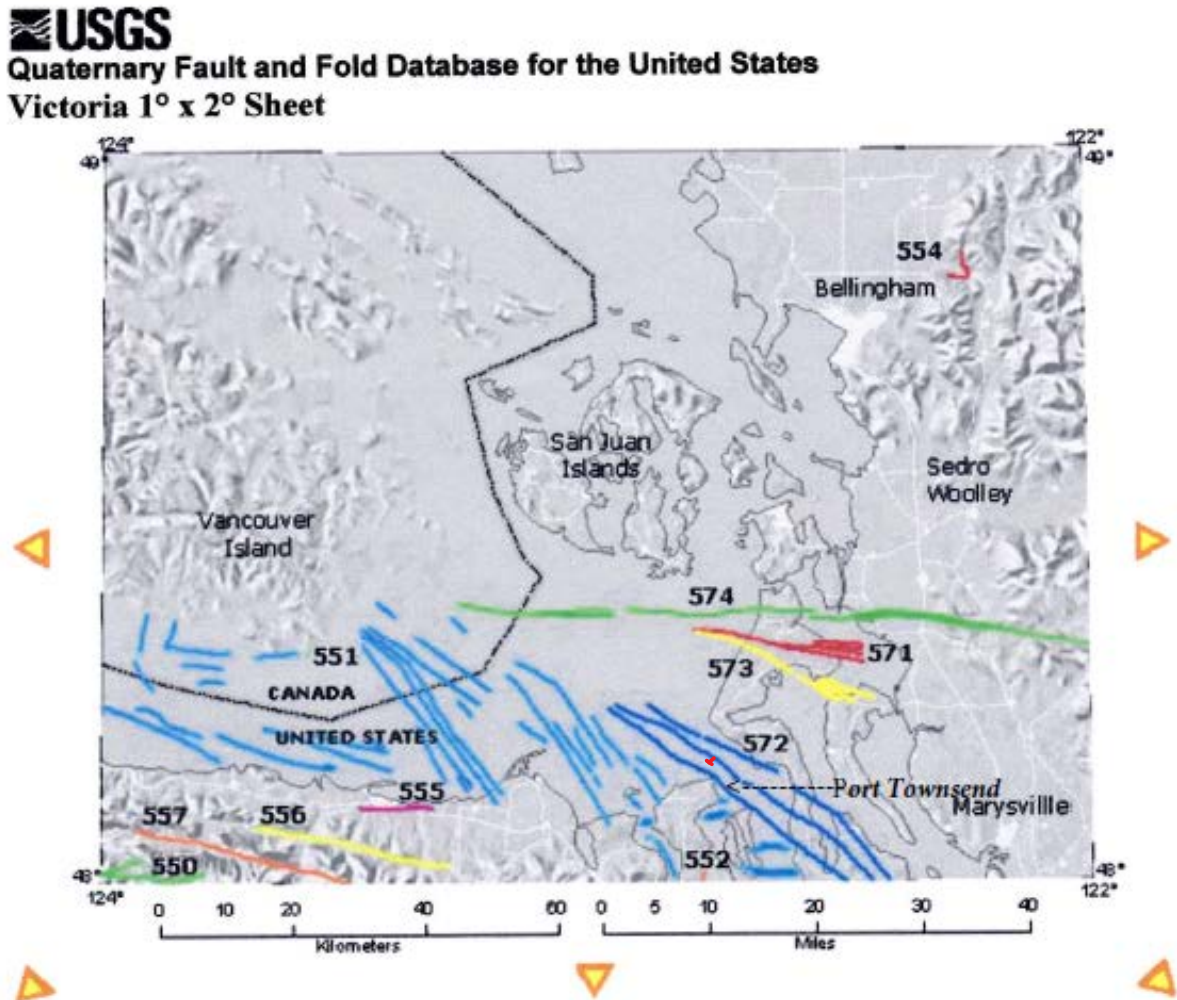 USGS
Quaternary Fault and Fold Database for the United States
Victoria 1° x 2° Sheet
124°
122°
49°
49°
554
Bellingham
San Juan
Islands
Sedro
Woolley
Vancouver
Island
574
551
571
573
CANADA
UNITED STATES
572
Port Townsend
Marysvillle
555
557
556
550
552
48°
48°
124°
122°
0 10 20 40 60
0 5 10 20 30 40
Kilometers
Miles